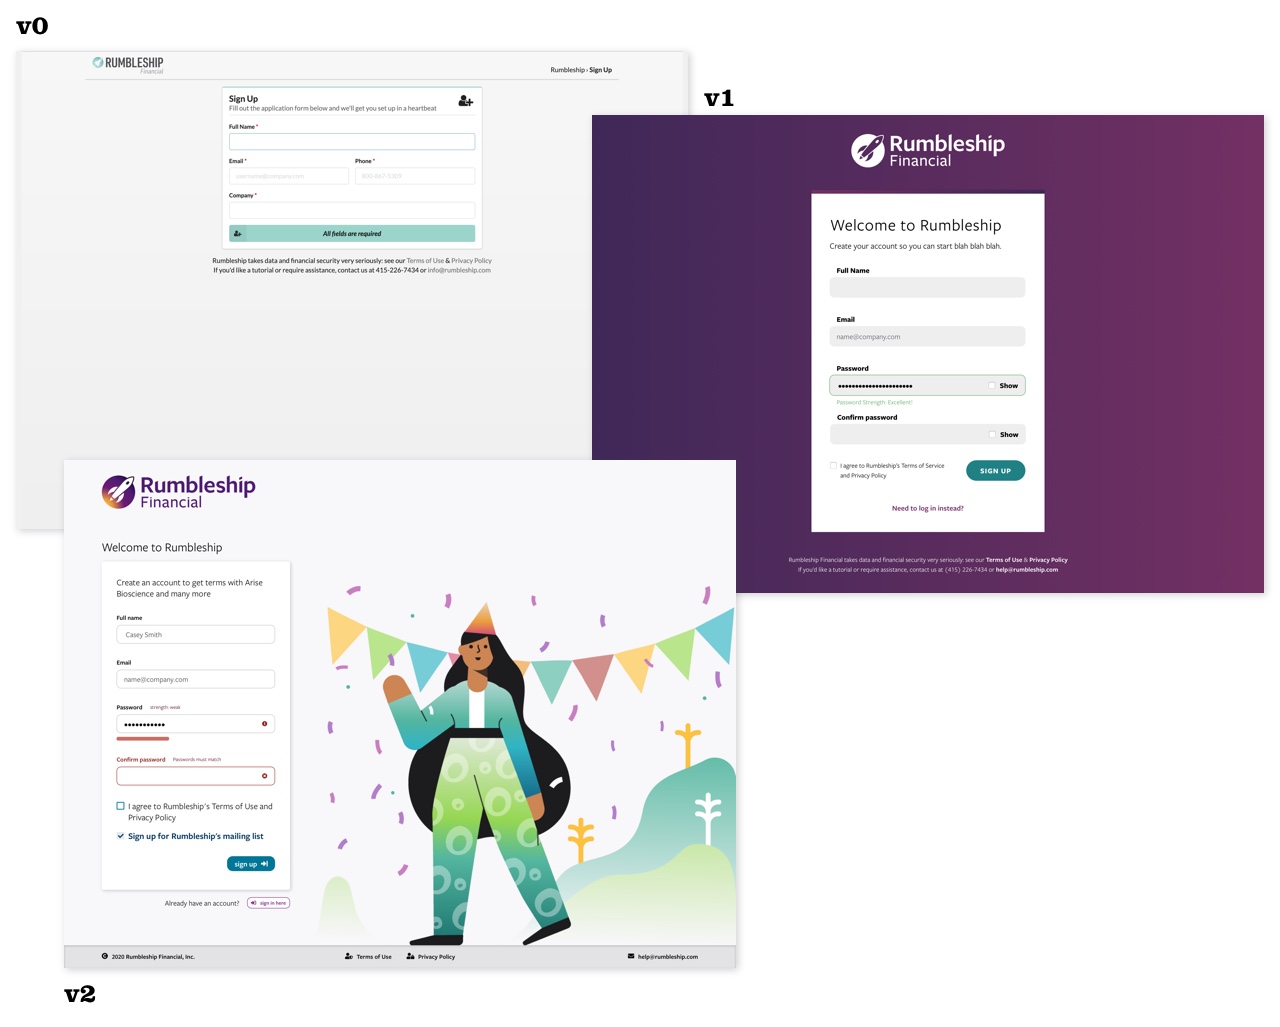 v0
RUMBLESHIP
Financial
Rumbleship › Sign Up
Sign Up
Fill out the application form below and we'll get you set up in a heartbeat
Full Name *
Email *
Phone *
username@company.com
800-867-5309
Company *
All fields are required
Rumbleship takes data and financial security very seriously: see our Terms of Use & Privacy Policy
If you'd like a tutorial or require assistance, contact us at 415-226-7434 or info@rumbleship.com
v1
Rumbleship
Financial
Welcome to Rumbleship
Create your account so you can start blah blah blah.
Full Name
Email
name@company.com
Password
Show
Password Strength: Excellent!
Confirm password
Show
I agree to Rumbleship's Terms of Service
and Privacy Policy
SIGN UP
Need to log in instead?
Rumbleship Financial takes data and financial security very seriously: see our Terms of Use & Privacy Policy
If you'd like a tutorial or require assistance, contact us at (415) 226-7434 or help@rumbleship.com
Rumbleship
Financial
Welcome to Rumbleship
Create an account to get terms with Arise
Bioscience and many more
Full name
Casey Smith
Email
name@company.com
Password strength: weak
Confirm password Passwords must match
I agree to Rumbleship's Terms of Use and
Privacy Policy
Sign up for Rumbleship's mailing list
sign up
Already have an account? sign in here
© 2020 Rumbleship Financial, Inc.
Terms of Use
Privacy Policy
help@rumbleship.com
v2